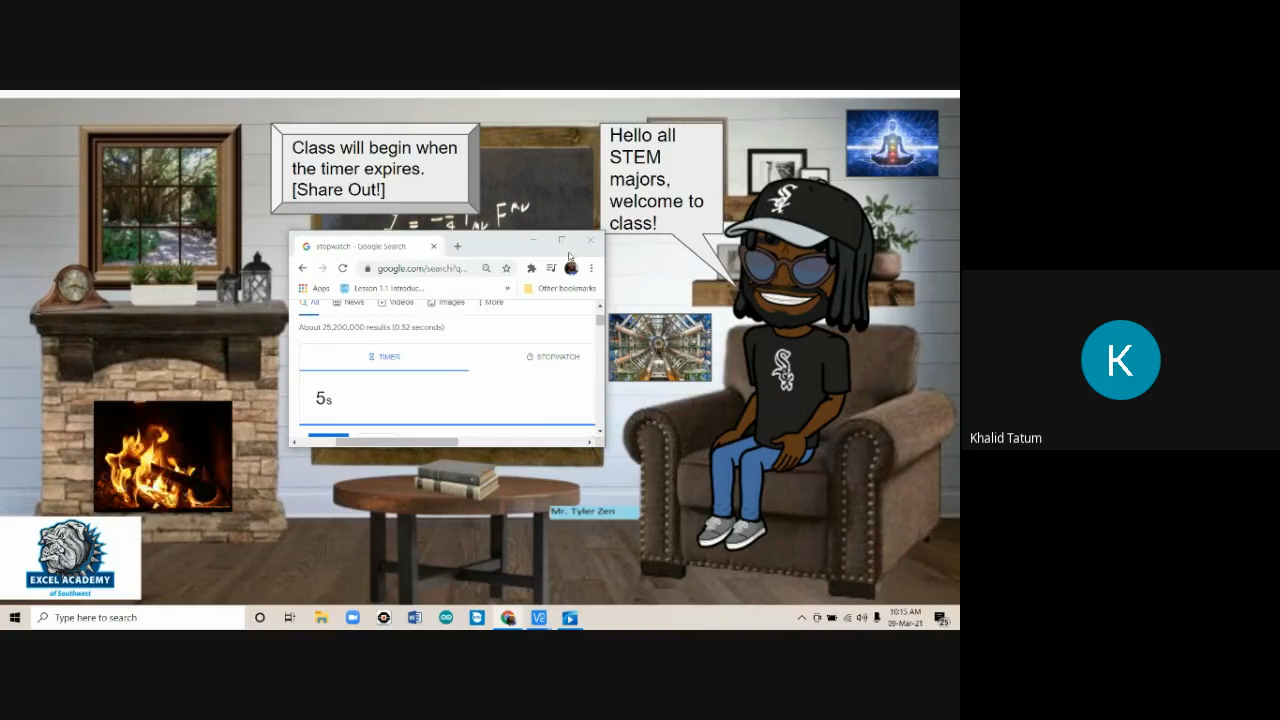 Class will begin when
the timer expires.
[Share Out!]
Hello all
STEM
majors,
welcome to
class!
stopwatch - Google Search
google.com/search?q...
Apps
Lesson 1.1 Introduc...
»
Other bookmarks
All
News
Videos
Images
More
About 25,200,000 results (0.52 seconds)
TIMER
STOPWATCH
5s
Mr. Tyler Zen
EXCEL ACADEMY
of Southwest
Type here to search
10:15 AM
09-Mar-21
25
K
Khalid Tatum